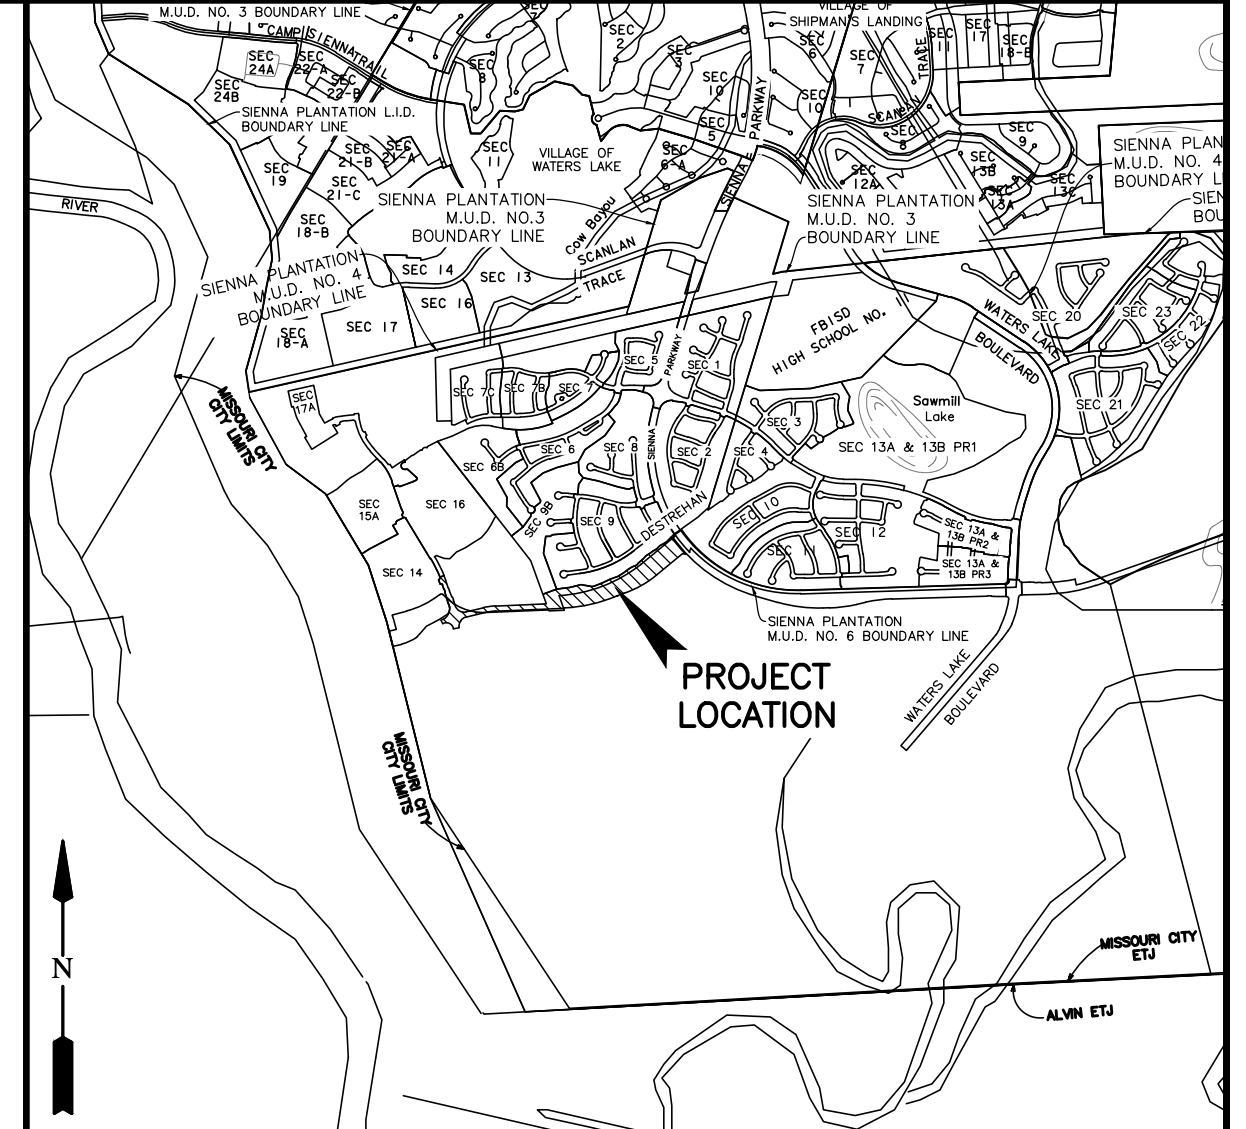 M.U.D. NO. 3 BOUNDARY LINE
CAMP SIENNA TRAIL
SEC
24A
SEC
22-A
SEC
22-B
SEC
24B
SIENNA PLANTATION L.I.D.
BOUNDARY LINE
SEC
8
SEC
2
SEC
3
SEC
10
SEC
5
VILLAGE OF
SHIPMAN'S LANDING
SEC
6
SEC
7
SEC
10
TRACE
SEC
11
SEC
17
SEC
18-B
SCANLAN
SEC
8
SEC
9
SEC
19
SEC
21-B
SEC
21-A
SEC
21-C
SEC
11
VILLAGE OF
WATERS LAKE
SEC
6-A
SIENNA PARKWAY
SEC
12A
SEC
13B
SEC
13A
SEC
13C
SIENNA PLAN
M.U.D. NO. 4
BOUNDARY L
SIEN
BOU
RIVER
SEC
18-B
SIENNA PLANTATION
M.U.D. NO.3
BOUNDARY LINE
SIENNA PLANTATION
M.U.D. NO. 3
BOUNDARY LINE
Cow Bayou
SCANLAN
TRACE
SIENNA PLANTATION
M.U.D. NO. 4
BOUNDARY LINE
SEC 14
SEC 13
SEC 16
SEC 17
SEC
18-A
FBISD
HIGH SCHOOL NO.
WATERS LAKE
BOULEVARD
SEC 20
SEC 23
SEC 22
SEC 21
PARKWAY
SEC 5
SEC 1
SEC 7C
SEC 7B
SEC 7
SEC
17A
MISSOURI CITY
CITY LIMITS
Sawmill
Lake
SEC 13A & 13B PR1
SEC 3
SEC 4
SEC 2
SIENNA
SEC 8
SEC 6
SEC 6B
SEC 16
SEC
15A
SEC 9B
SEC 9
DESTREHAN
SEC 10
SEC 11
SEC 12
SEC 13A &
13B PR2
SEC 13A &
13B PR3
SEC 14
SIENNA PLANTATION
M.U.D. NO. 6 BOUNDARY LINE
PROJECT
LOCATION
WATERS LAKE
BOULEVARD
MISSOURI CITY
CITY LIMITS
N
MISSOURI CITY
ETJ
ALVIN ETJ